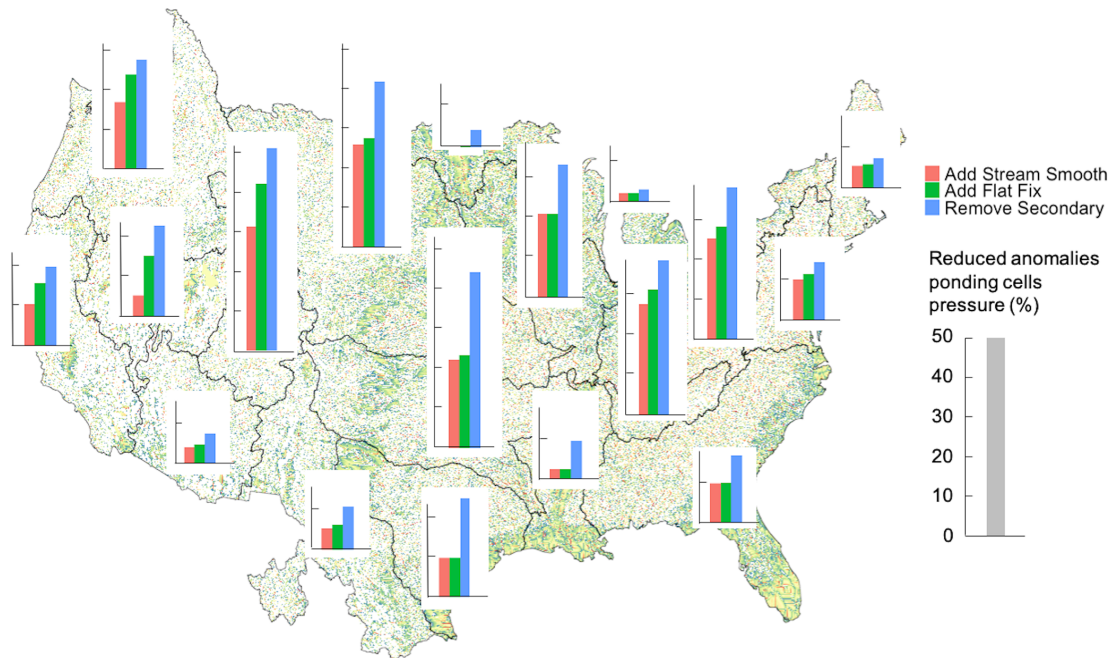 Add Stream Smooth
Add Flat Fix
Remove Secondary
Reduced anomalies
ponding cells
pressure (%)
50
40
30
20
10
0